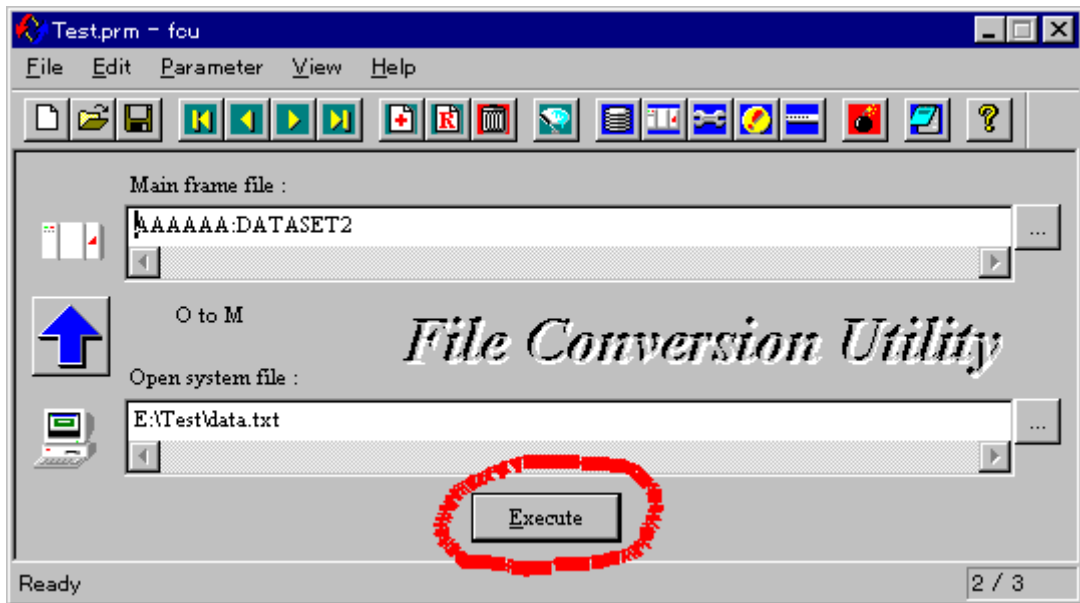 Test.prm - fcu
File Edit Parameter View Help
R
?
Main frame file :
AAAAAA:DATASET2
...
O to M
File Conversion Utility
Open system file :
E:\Test\data.txt
...
Execute
Ready
2 / 3